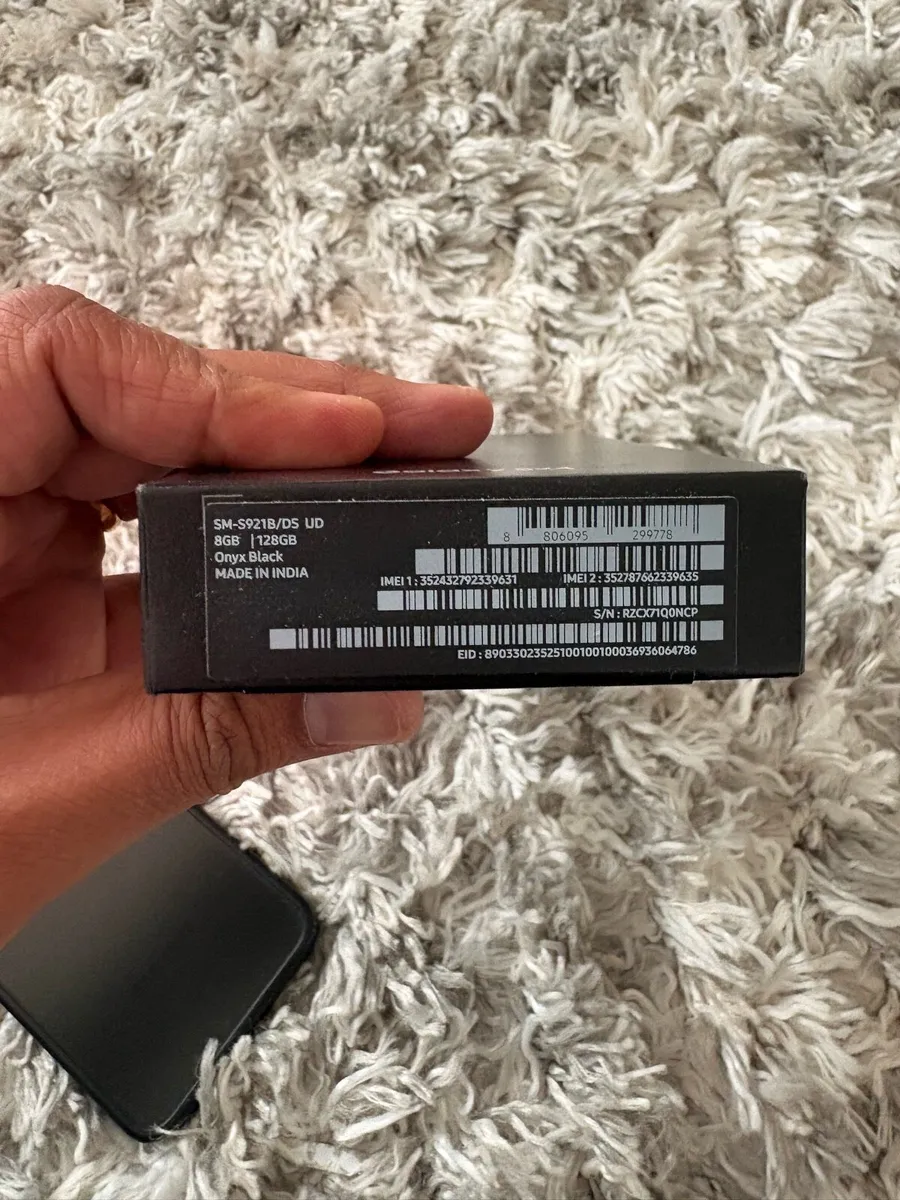 SM-S921B/DS UD
8GB | 128GB
Onyx Black
MADE IN INDIA
8 806095 299778
IMEI 1 : 352432792339631 IMEI 2 : 352787662339635
S/N : RZCX71Q0NCP
EID : 89033023525100100100036936064786